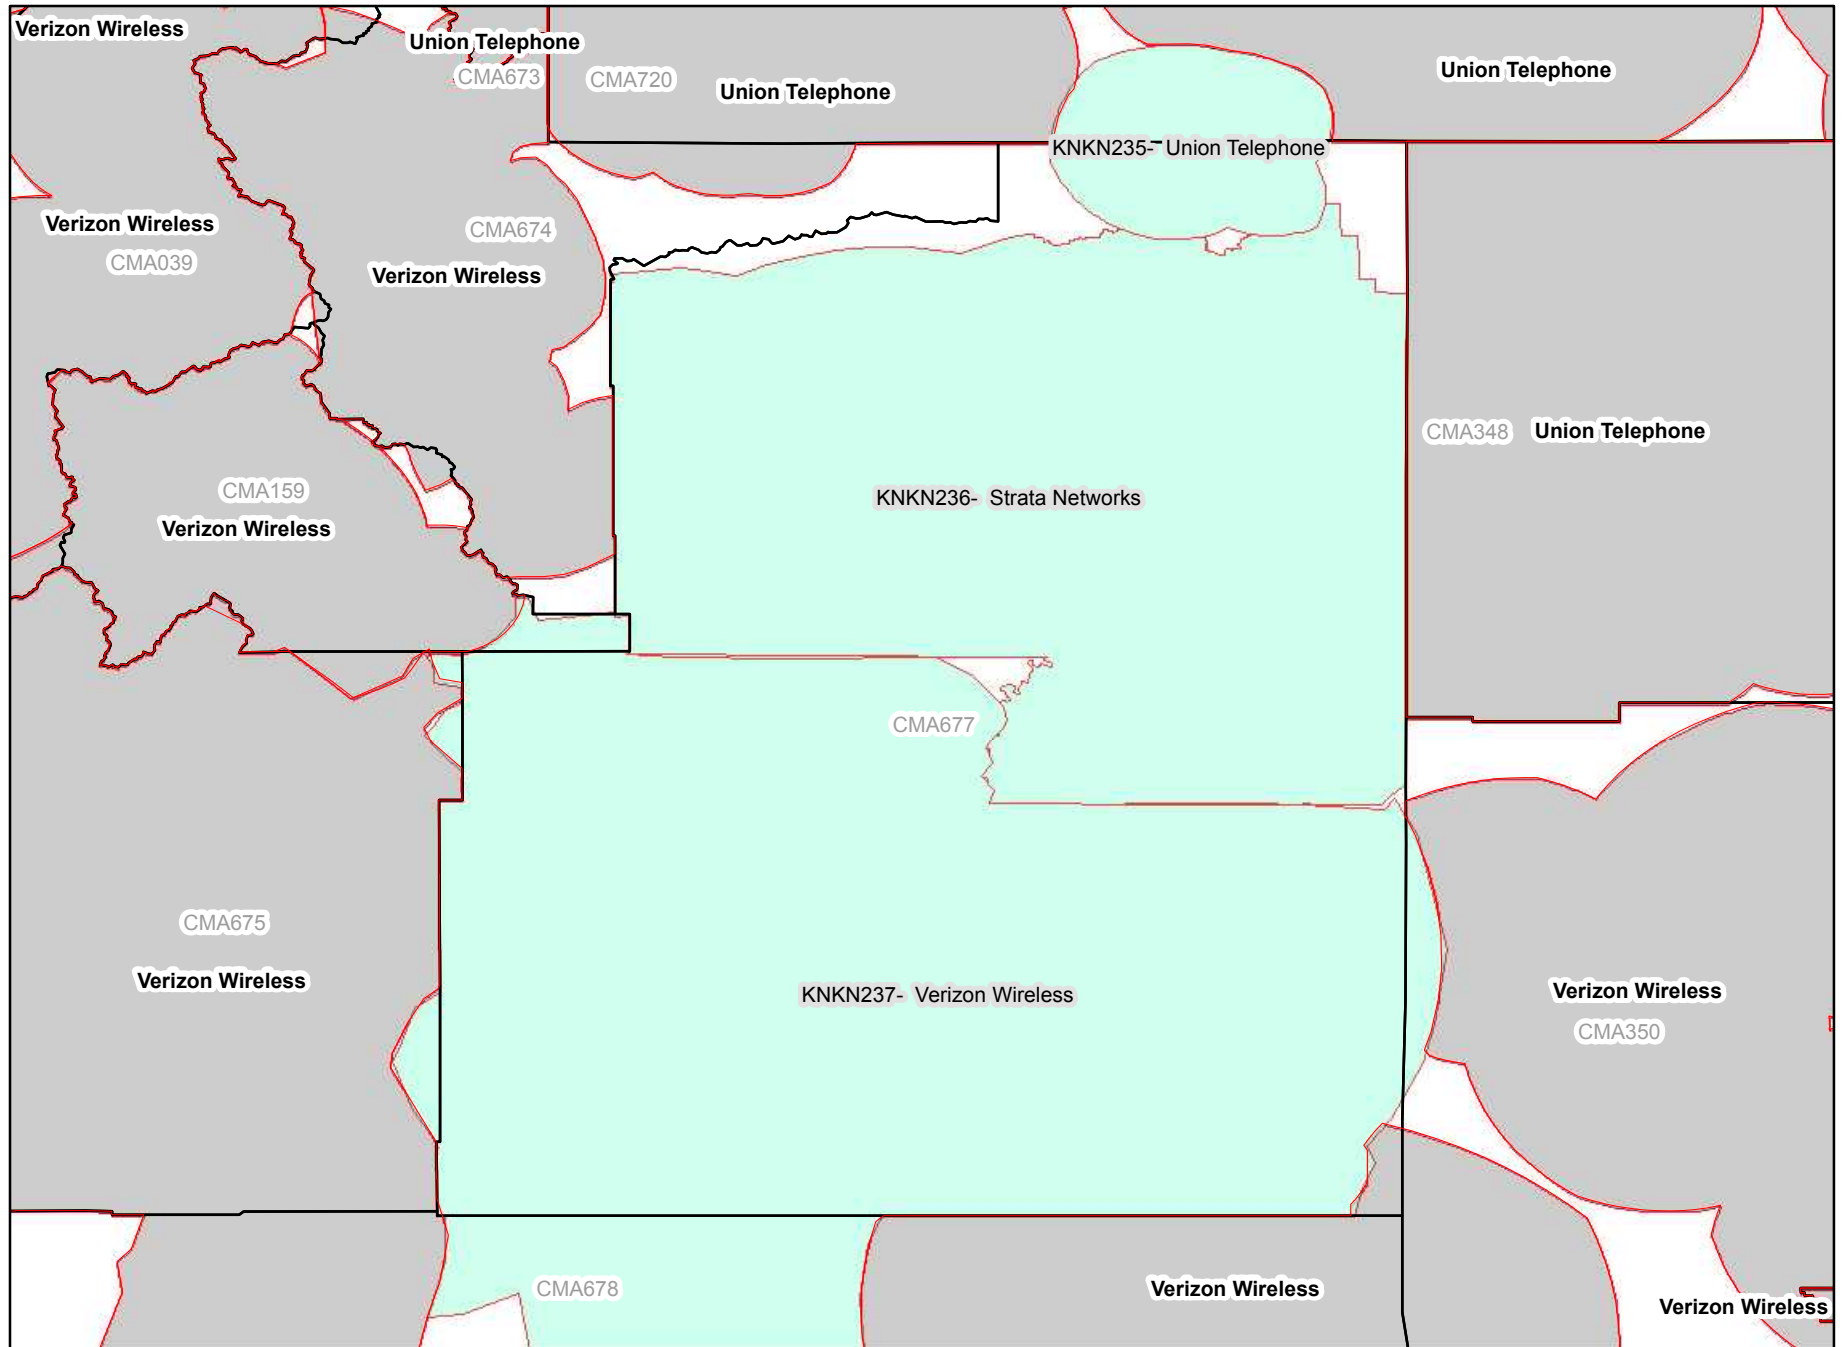 Verizon Wireless
Union Telephone
CMA673
CMA720
Union Telephone
Union Telephone
KNKN235- Union Telephone
Verizon Wireless
CMA039
CMA674
Verizon Wireless
CMA348 Union Telephone
CMA159
Verizon Wireless
KNKN236- Strata Networks
CMA677
CMA675
Verizon Wireless
KNKN237- Verizon Wireless
Verizon Wireless
CMA350
CMA678
Verizon Wireless
Verizon Wireless